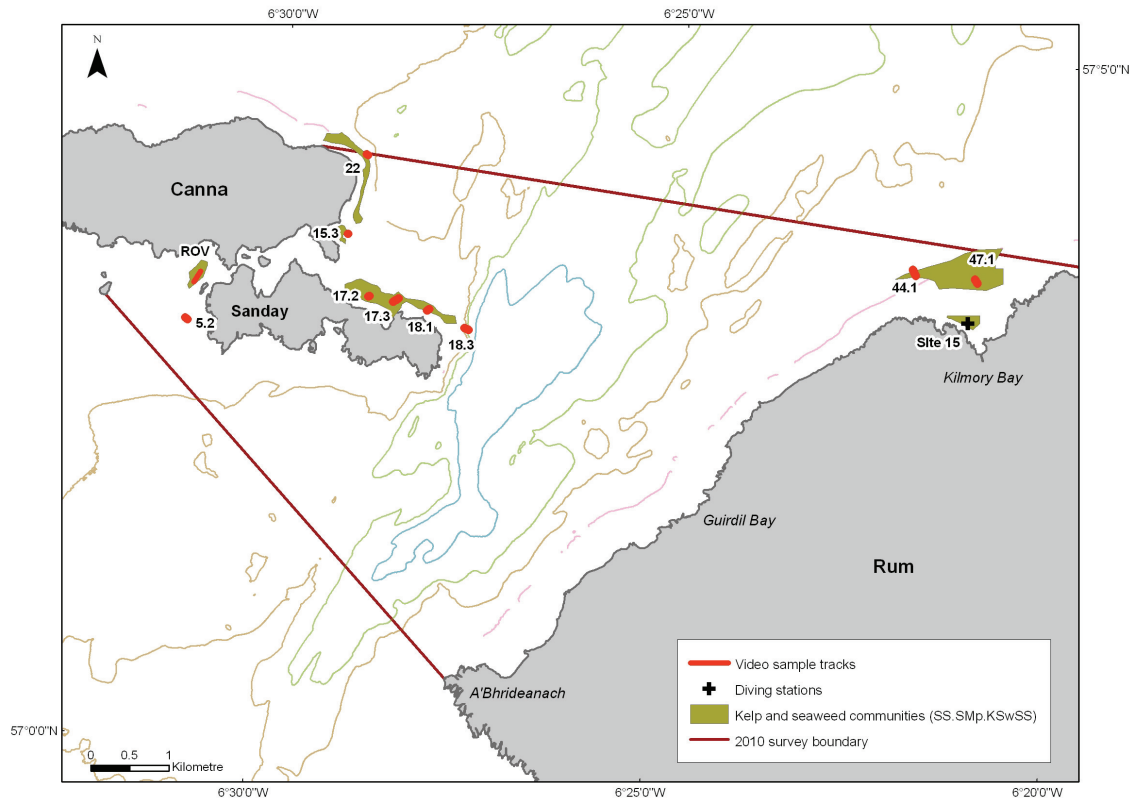 6°30'0"W
6°25'0"W
N
57°5'0"N
22
Canna
15.3
ROV
47.1
44.1
17.2
Sanday
17.3
5.2
18.1
18.3
SIte 15
Kilmory Bay
Guirdil Bay
Rum
Video sample tracks
A'Bhrideanach
Diving stations
Kelp and seaweed communities (SS.SMp.KSwSS)
57°0'0"N
2010 survey boundary
0 0.5 1
Kilometre
6°30'0"W
6°25'0"W
6°20'0"W